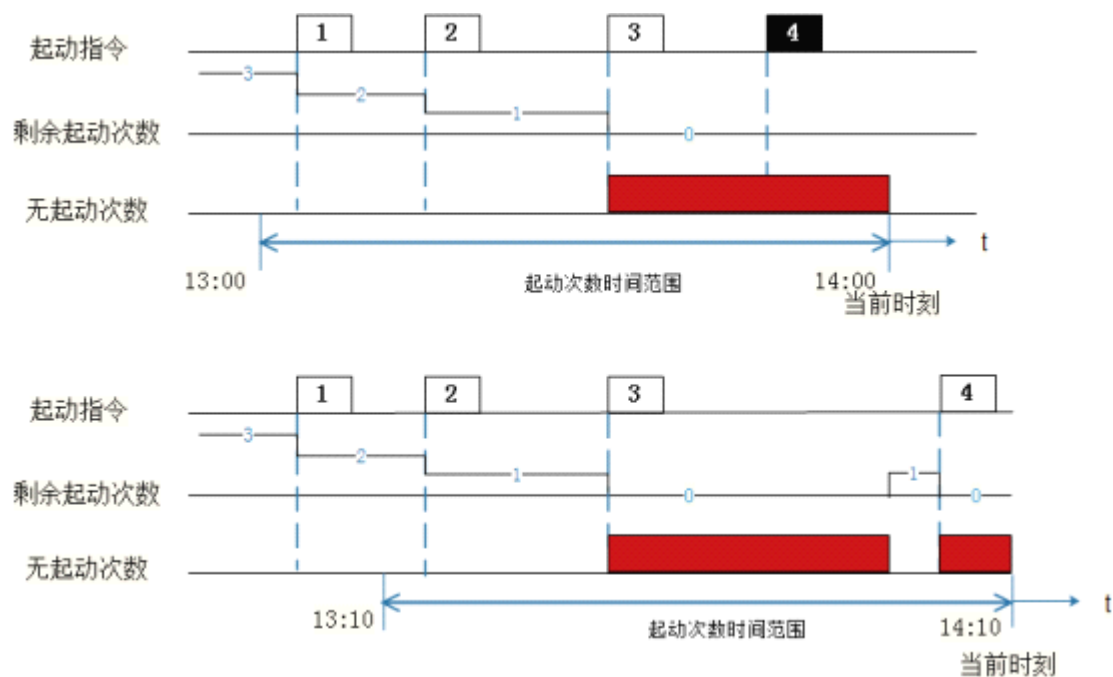 1 2 3 4
起动指令
3 2 1 0
剩余起动次数
无起动次数
t
13:00 起动次数时间范围 14:00
当前时刻
1 2 3 4
起动指令
3 2 1 0 1 0
剩余起动次数
无起动次数
t
13:10 起动次数时间范围 14:10
当前时刻